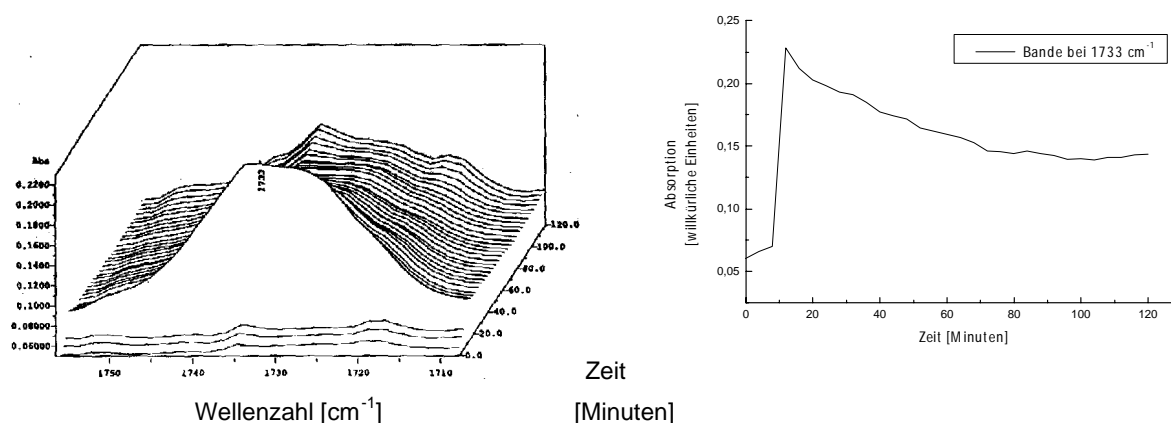 Abs
0.2200
0.2000
0.1800
0.1600
0.1400
0.1200
0.1000
0.08000
0.06000
1733
120.0
100.0
80.0
60.0
40.0
20.0
0.0
1750 1740 1730 1720 1710
Wellenzahl [cm⁻¹]
Zeit
[Minuten]
0,25
0,20
0,15
0,10
0,05
Absorption
[willkürliche Einheiten]
Bande bei 1733 cm⁻¹
0 20 40 60 80 100 120
Zeit [Minuten]